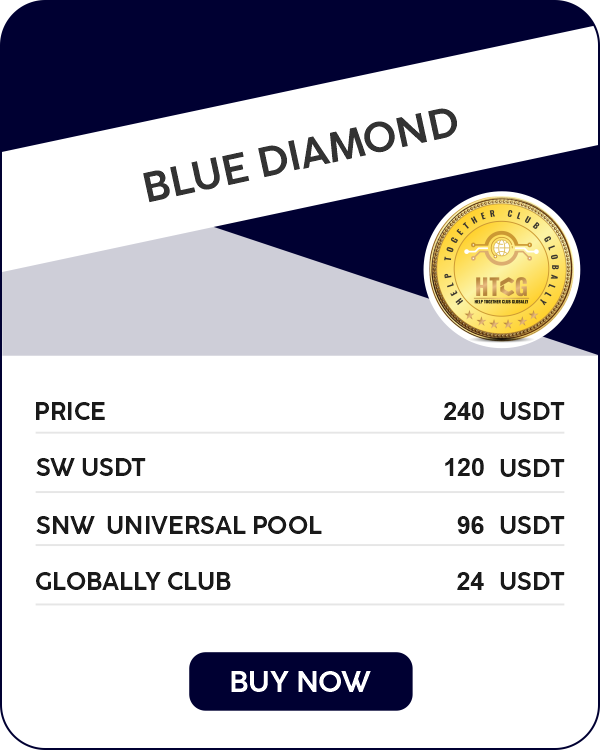 BLUE DIAMOND
HELP TOGETHER CLUB GLOBALLY
HTCG
HELP TOGETHER CLUB GLOBALLY
PRICE 240 USDT
SW USDT 120 USDT
SNW UNIVERSAL POOL 96 USDT
GLOBALLY CLUB 24 USDT
BUY NOW